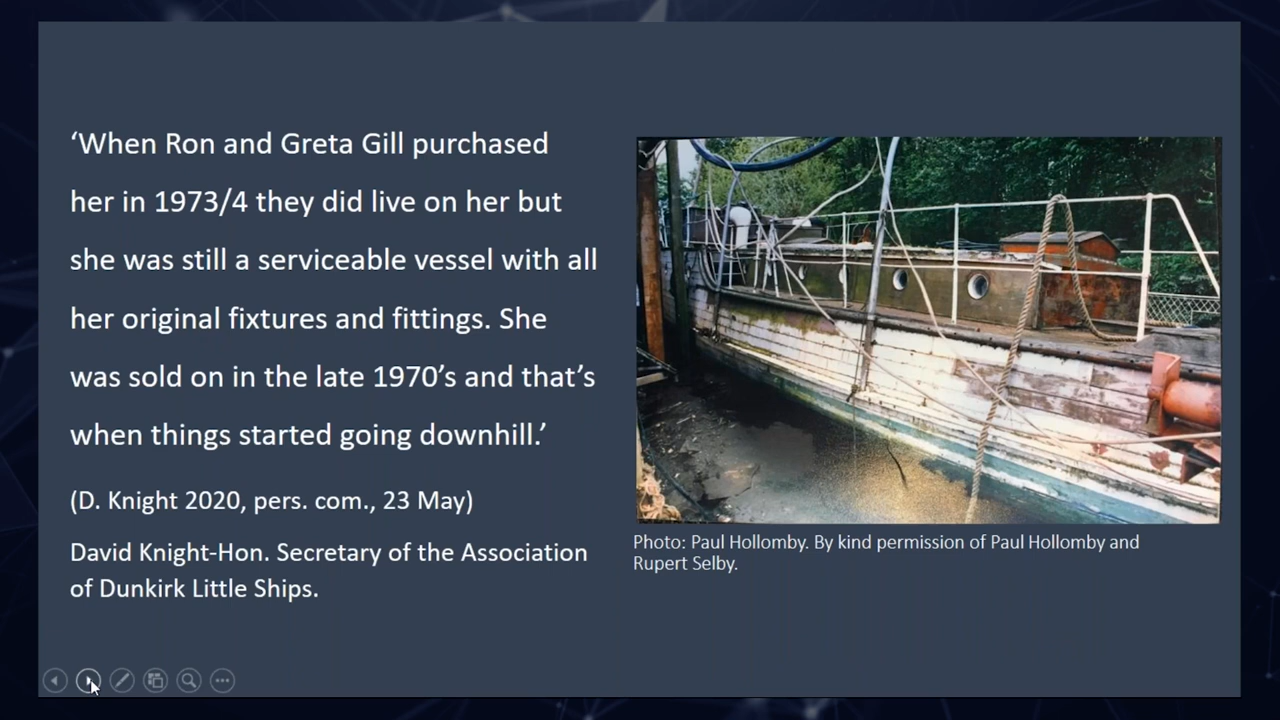 ‘When Ron and Greta Gill purchased
her in 1973/4 they did live on her but
she was still a serviceable vessel with all
her original fixtures and fittings. She
was sold on in the late 1970’s and that’s
when things started going downhill.’
(D. Knight 2020, pers. com., 23 May)
David Knight-Hon. Secretary of the Association
of Dunkirk Little Ships.
Photo: Paul Hollomby. By kind permission of Paul Hollomby and
Rupert Selby.